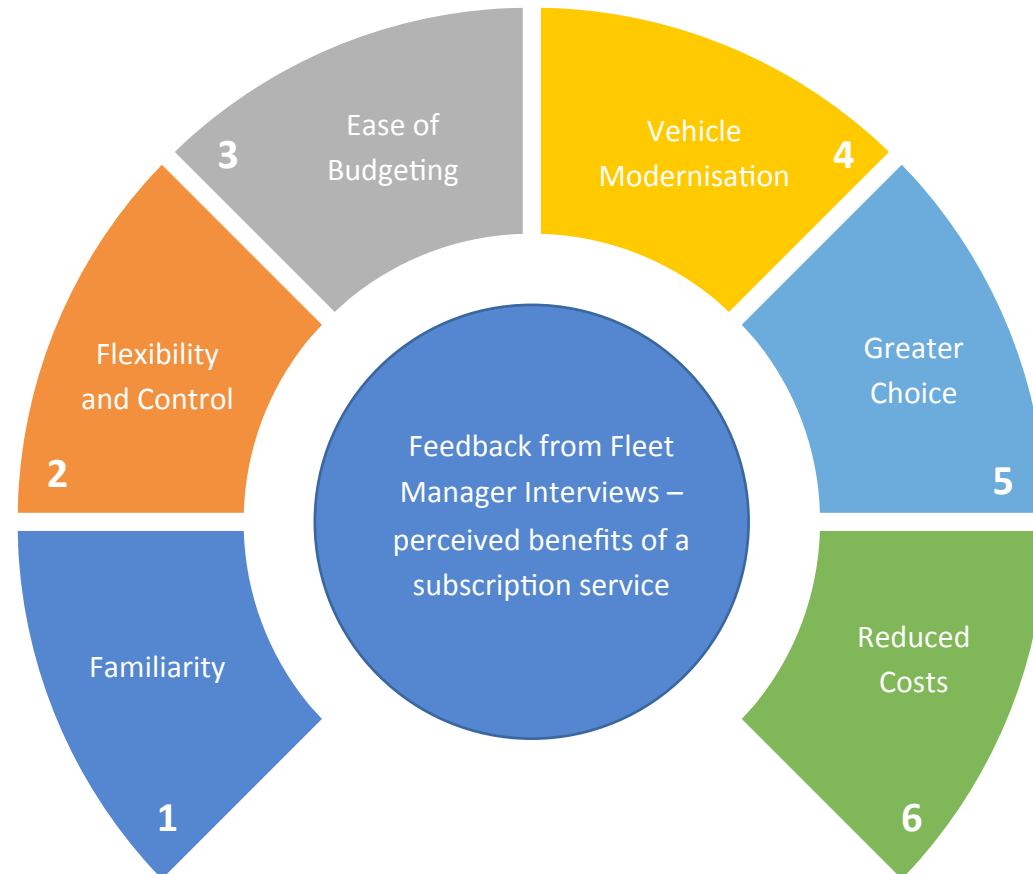 Feedback from Fleet
Manager Interviews –
perceived benefits of a
subscription service
Familiarity
1
Flexibility
and Control
2
3
Ease of
Budgeting
Vehicle
Modernisation
4
Greater
Choice
5
Reduced
Costs
6